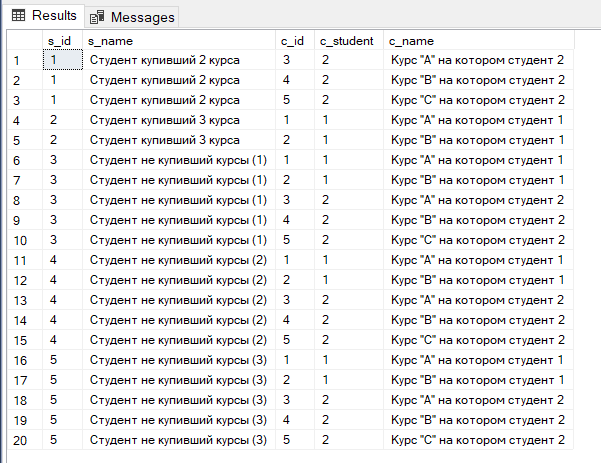 Results Messages
s_id s_name c_id c_student c_name
1 1 Студент купивший 2 курса 3 2 Курс "A" на котором студент 2
2 1 Студент купивший 2 курса 4 2 Курс "B" на котором студент 2
3 1 Студент купивший 2 курса 5 2 Курс "C" на котором студент 2
4 2 Студент купивший 3 курса 1 1 Курс "A" на котором студент 1
5 2 Студент купивший 3 курса 2 1 Курс "B" на котором студент 1
6 3 Студент не купивший курсы (1) 1 1 Курс "A" на котором студент 1
7 3 Студент не купивший курсы (1) 2 1 Курс "B" на котором студент 1
8 3 Студент не купивший курсы (1) 3 2 Курс "A" на котором студент 2
9 3 Студент не купивший курсы (1) 4 2 Курс "B" на котором студент 2
10 3 Студент не купивший курсы (1) 5 2 Курс "C" на котором студент 2
11 4 Студент не купивший курсы (2) 1 1 Курс "A" на котором студент 1
12 4 Студент не купивший курсы (2) 2 1 Курс "B" на котором студент 1
13 4 Студент не купивший курсы (2) 3 2 Курс "A" на котором студент 2
14 4 Студент не купивший курсы (2) 4 2 Курс "B" на котором студент 2
15 4 Студент не купивший курсы (2) 5 2 Курс "C" на котором студент 2
16 5 Студент не купивший курсы (3) 1 1 Курс "A" на котором студент 1
17 5 Студент не купивший курсы (3) 2 1 Курс "B" на котором студент 1
18 5 Студент не купивший курсы (3) 3 2 Курс "A" на котором студент 2
19 5 Студент не купивший курсы (3) 4 2 Курс "B" на котором студент 2
20 5 Студент не купивший курсы (3) 5 2 Курс "C" на котором студент 2